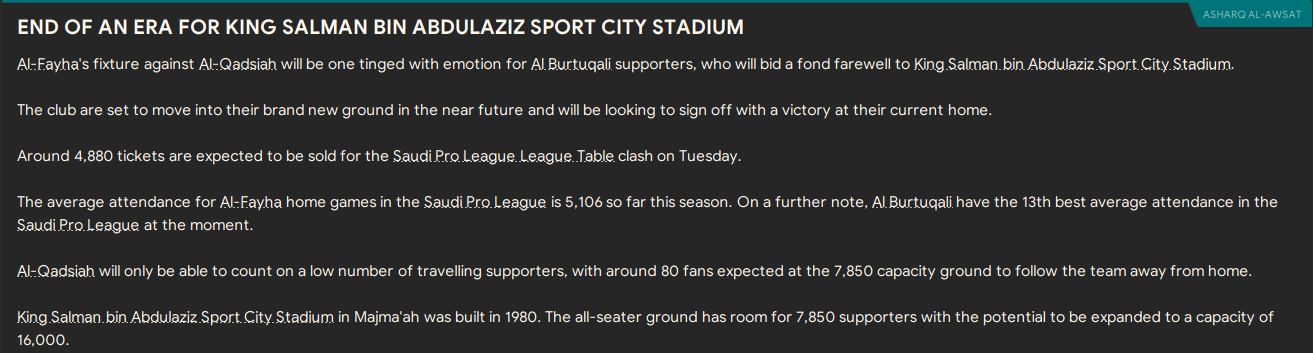 ASHARQ AL-AWSAT
END OF AN ERA FOR KING SALMAN BIN ABDULAZIZ SPORT CITY STADIUM
Al-Fayha's fixture against Al-Qadsiah will be one tinged with emotion for Al Burtuqali supporters, who will bid a fond farewell to King Salman bin Abdulaziz Sport City Stadium.
The club are set to move into their brand new ground in the near future and will be looking to sign off with a victory at their current home.
Around 4,880 tickets are expected to be sold for the Saudi Pro League League Table clash on Tuesday.
The average attendance for Al-Fayha home games in the Saudi Pro League is 5,106 so far this season. On a further note, Al Burtuqali have the 13th best average attendance in the
Saudi Pro League at the moment.
Al-Qadsiah will only be able to count on a low number of travelling supporters, with around 80 fans expected at the 7,850 capacity ground to follow the team away from home.
King Salman bin Abdulaziz Sport City Stadium in Majma'ah was built in 1980. The all-seater ground has room for 7,850 supporters with the potential to be expanded to a capacity of
16,000.